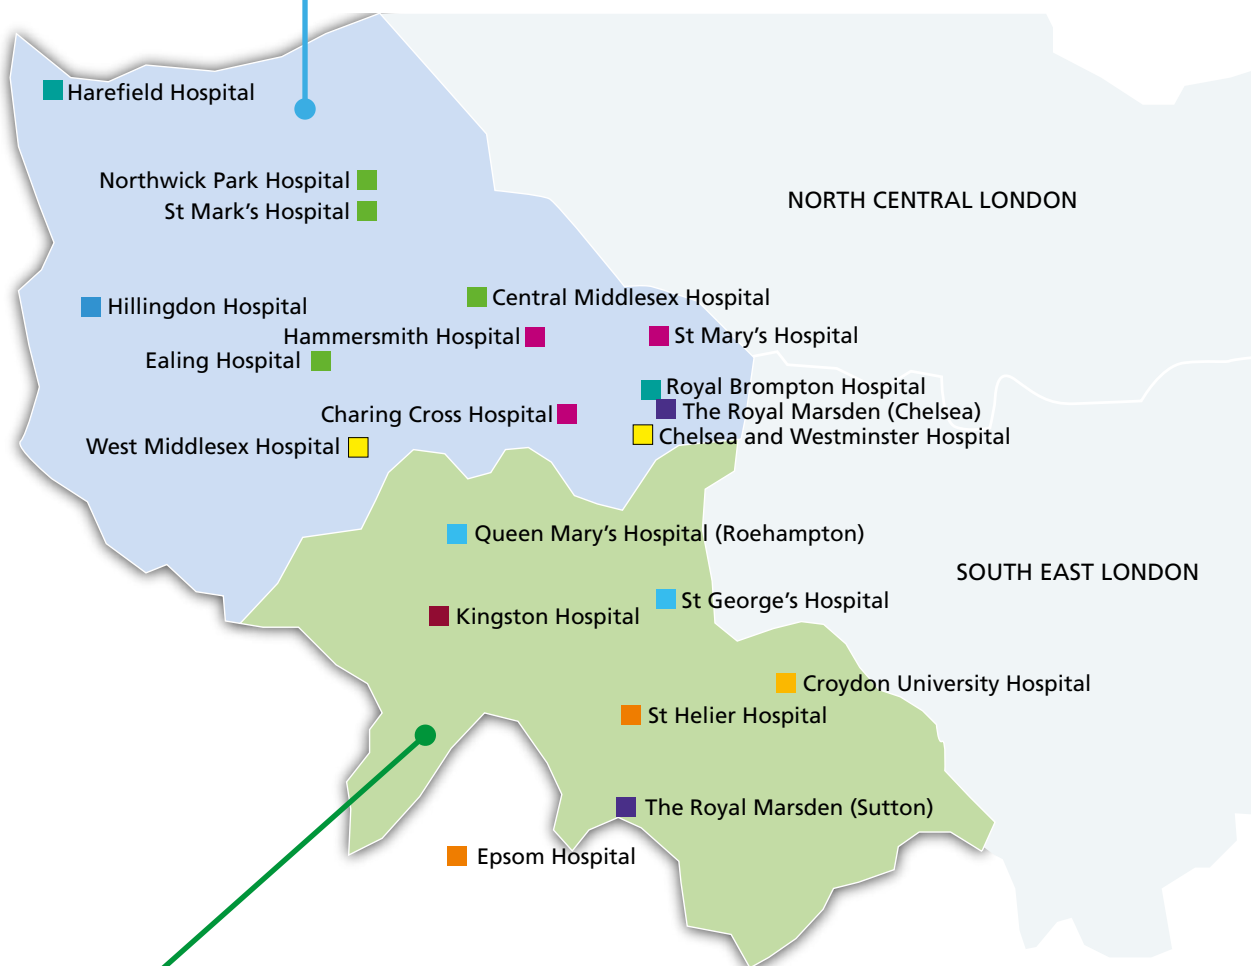 Harefield Hospital
Northwick Park Hospital
St Mark's Hospital
NORTH CENTRAL LONDON
Central Middlesex Hospital
Hillingdon Hospital
Hammersmith Hospital
St Mary's Hospital
Ealing Hospital
Royal Brompton Hospital
The Royal Marsden (Chelsea)
Charing Cross Hospital
Chelsea and Westminster Hospital
West Middlesex Hospital
Queen Mary's Hospital (Roehampton)
SOUTH EAST LONDON
St George's Hospital
Kingston Hospital
Croydon University Hospital
St Helier Hospital
The Royal Marsden (Sutton)
Epsom Hospital